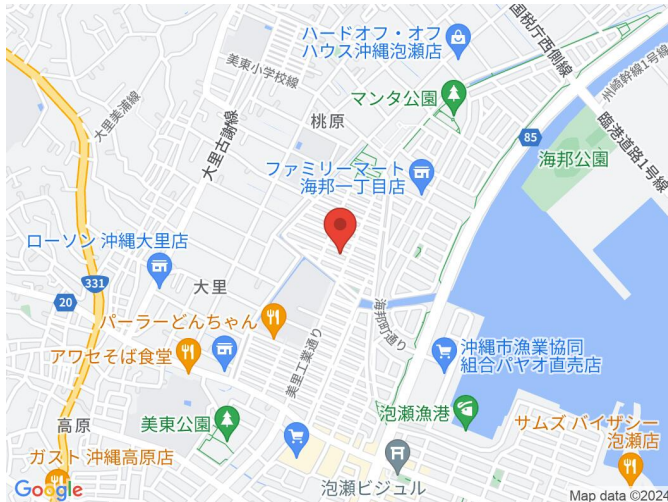 ハードオフ・オフ
ハウス沖縄泡瀬店
国税庁西側線
州崎幹線1号線
美東小学校線
マンタ公園
大里美浦線
大里古謝線
桃原
85
臨港道路1号線
海邦公園
ファミリーマート
海邦一丁目店
ローソン 沖縄大里店
331
大里
20
パーラーどんちゃん
海邦町通り
アワセそば食堂
美里工業通り
沖縄市漁業協同
組合パヤオ直売店
高原
美東公園
泡瀬漁港
サムズ バイザシー
泡瀬店
ガスト 沖縄高原店
泡瀬ビジュル
Google
Map data ©2024